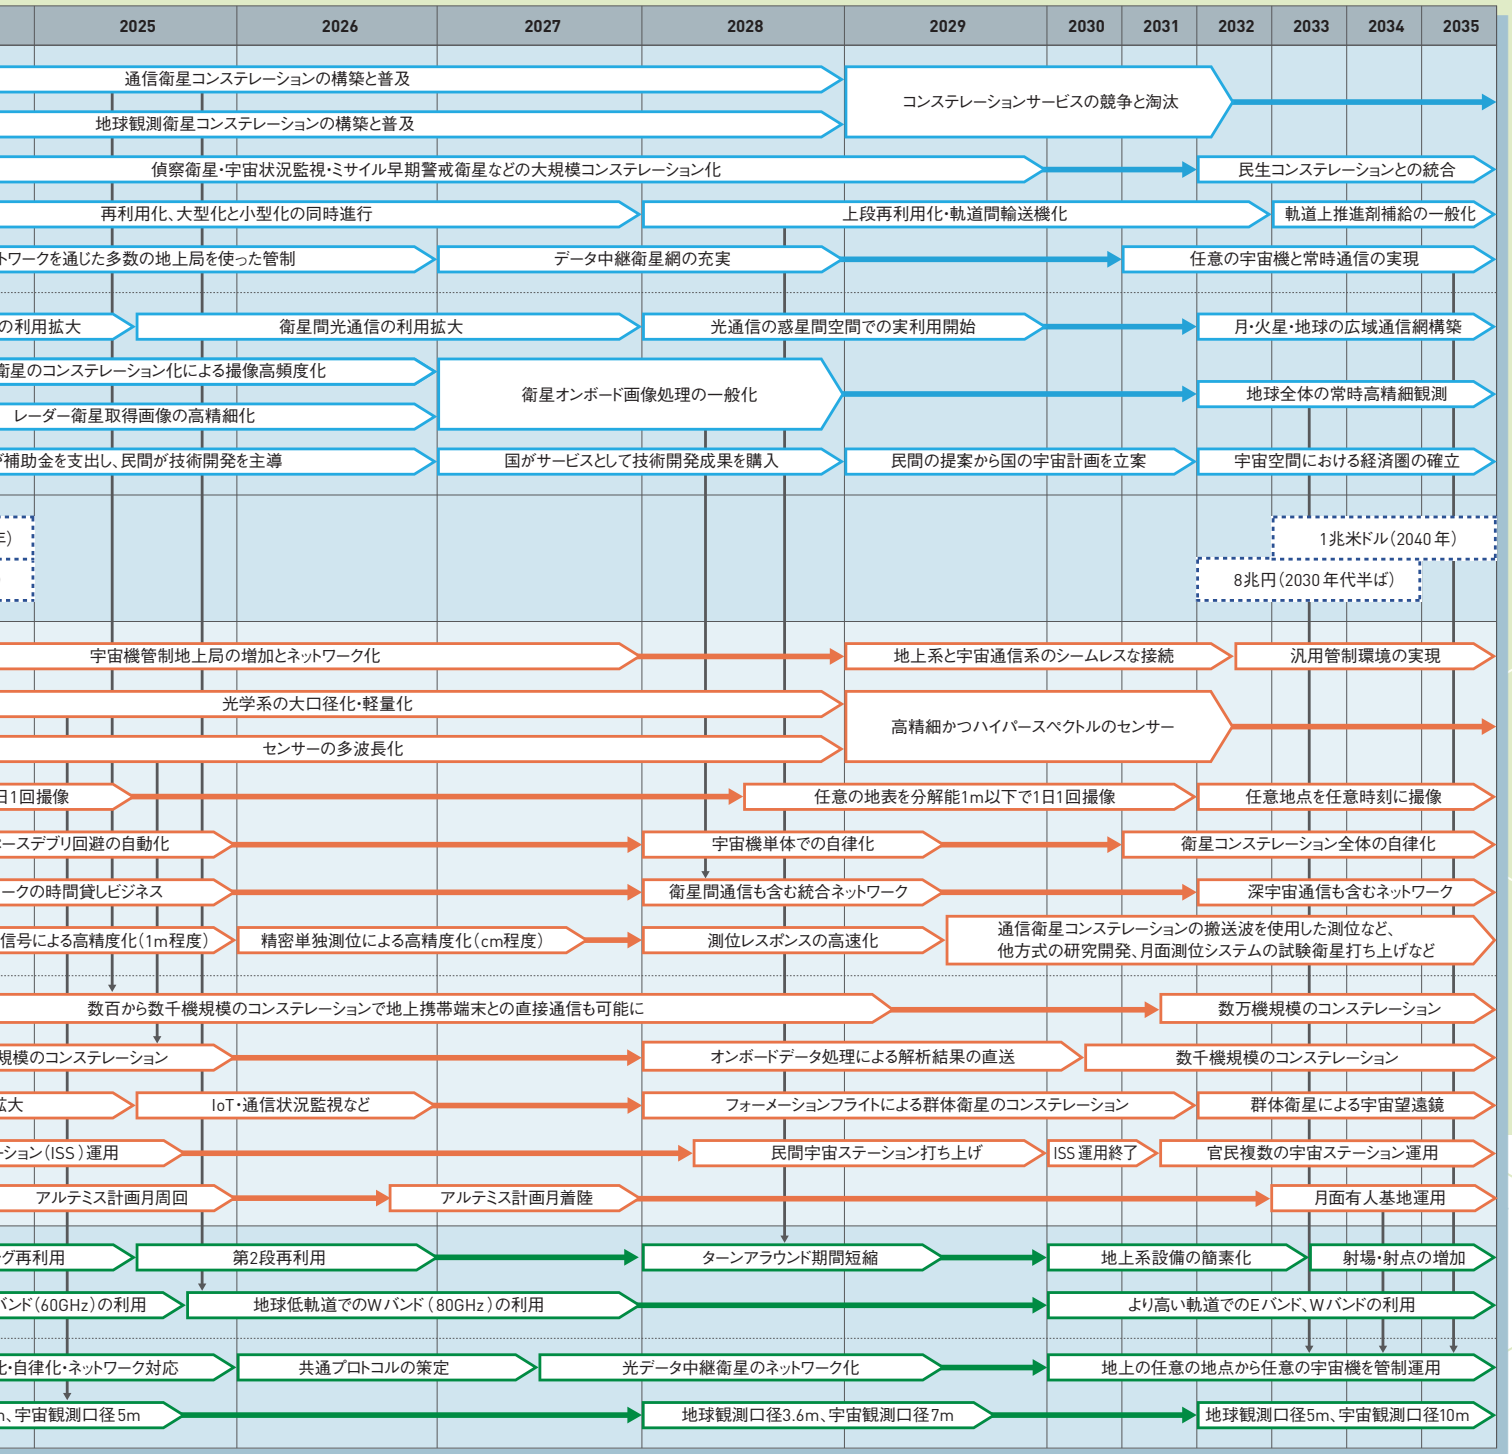 2025 2026 2027 2028 2029 2030 2031 2032 2033 2034 2035
通信衛星コンステレーションの構築と普及
コンステレーションサービスの競争と淘汰
地球観測衛星コンステレーションの構築と普及
偵察衛星・宇宙状況監視・ミサイル早期警戒衛星などの大規模コンステレーション化 民生コンステレーションとの統合
再利用化、大型化と小型化の同時進行 上段再利用化・軌道間輸送機化 軌道上推進剤補給の一般化
トワークを通じた多数の地上局を使った管制 データ中継衛星網の充実 任意の宇宙機と常時通信の実現
の利用拡大 衛星間光通信の利用拡大 光通信の惑星間空間での実利用開始 月・火星・地球の広域通信網構築
衛星のコンステレーション化による撮像高頻度化
衛星オンボード画像処理の一般化 地球全体の常時高精細観測
レーダー衛星取得画像の高精細化
補助金を支出し、民間が技術開発を主導 国がサービスとして技術開発成果を購入 民間の提案から国の宇宙計画を立案 宇宙空間における経済圏の確立
年) 1兆米ドル(2040年)
8兆円(2030年代半ば)
宇宙機管制地上局の増加とネットワーク化 地上系と宇宙通信系のシームレスな接続 汎用管制環境の実現
光学系の大口径化・軽量化
高精細かつハイパースペクトルのセンサー
センサーの多波長化
日1回撮像 任意の地表を分解能1m以下で1日1回撮像 任意地点を任意時刻に撮像
ースデブリ回避の自動化 宇宙機単体での自律化 衛星コンステレーション全体の自律化
ークの時間貸しビジネス 衛星間通信も含む統合ネットワーク 深宇宙通信も含むネットワーク
信号による高精度化(1m程度) 精密単独測位による高精度化(cm程度) 測位レスポンスの高速化 通信衛星コンステレーションの搬送波を使用した測位など、
他方式の研究開発、月面測位システムの試験衛星打ち上げなど
数百から数千機規模のコンステレーションで地上携帯端末との直接通信も可能に 数万機規模のコンステレーション
規模のコンステレーション オンボードデータ処理による解析結果の直送 数千機規模のコンステレーション
拡大 IoT・通信状況監視など フォーメーションフライトによる群体衛星のコンステレーション 群体衛星による宇宙望遠鏡
ーション(ISS)運用 民間宇宙ステーション打ち上げ ISS運用終了 官民複数の宇宙ステーション運用
アルテミス計画月周回 アルテミス計画月着陸 月面有人基地運用
グ再利用 第2段再利用 ターンアラウンド期間短縮 地上系設備の簡素化 射場・射点の増加
バンド(60GHz)の利用 地球低軌道でのWバンド(80GHz)の利用 より高い軌道でのEバンド、Wバンドの利用
化・自律化・ネットワーク対応 共通プロトコルの策定 光データ中継衛星のネットワーク化 地上の任意の地点から任意の宇宙機を管制運用
m、宇宙観測口径5m 地球観測口径3.6m、宇宙観測口径7m 地球観測口径5m、宇宙観測口径10m